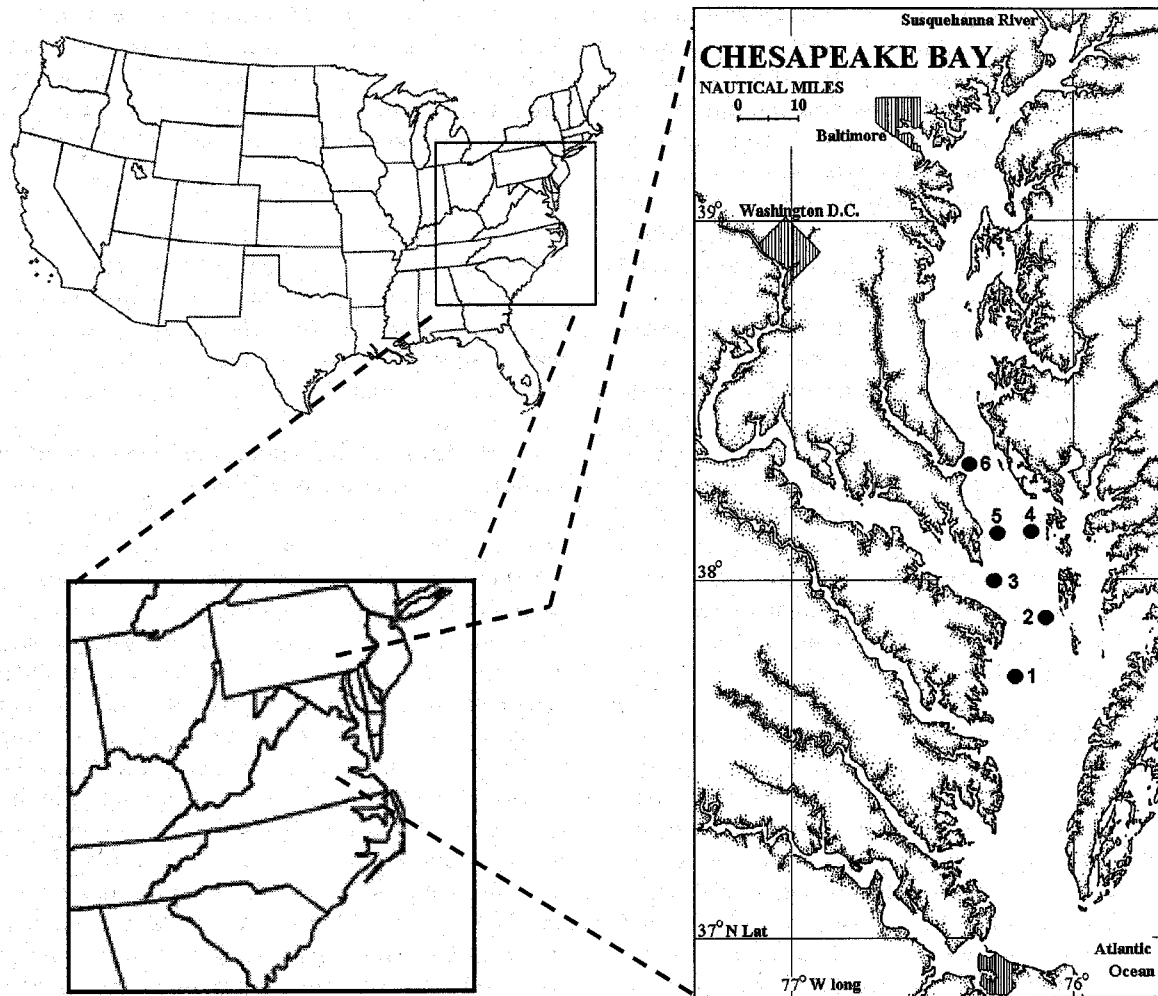 Susquehanna River
CHESAPEAKE BAY
NAUTICAL MILES
0 10
Baltimore
39°
Washington D.C.
6
5 4
38°
3
2
1
37° N Lat
Atlantic
Ocean
77° W long
76°